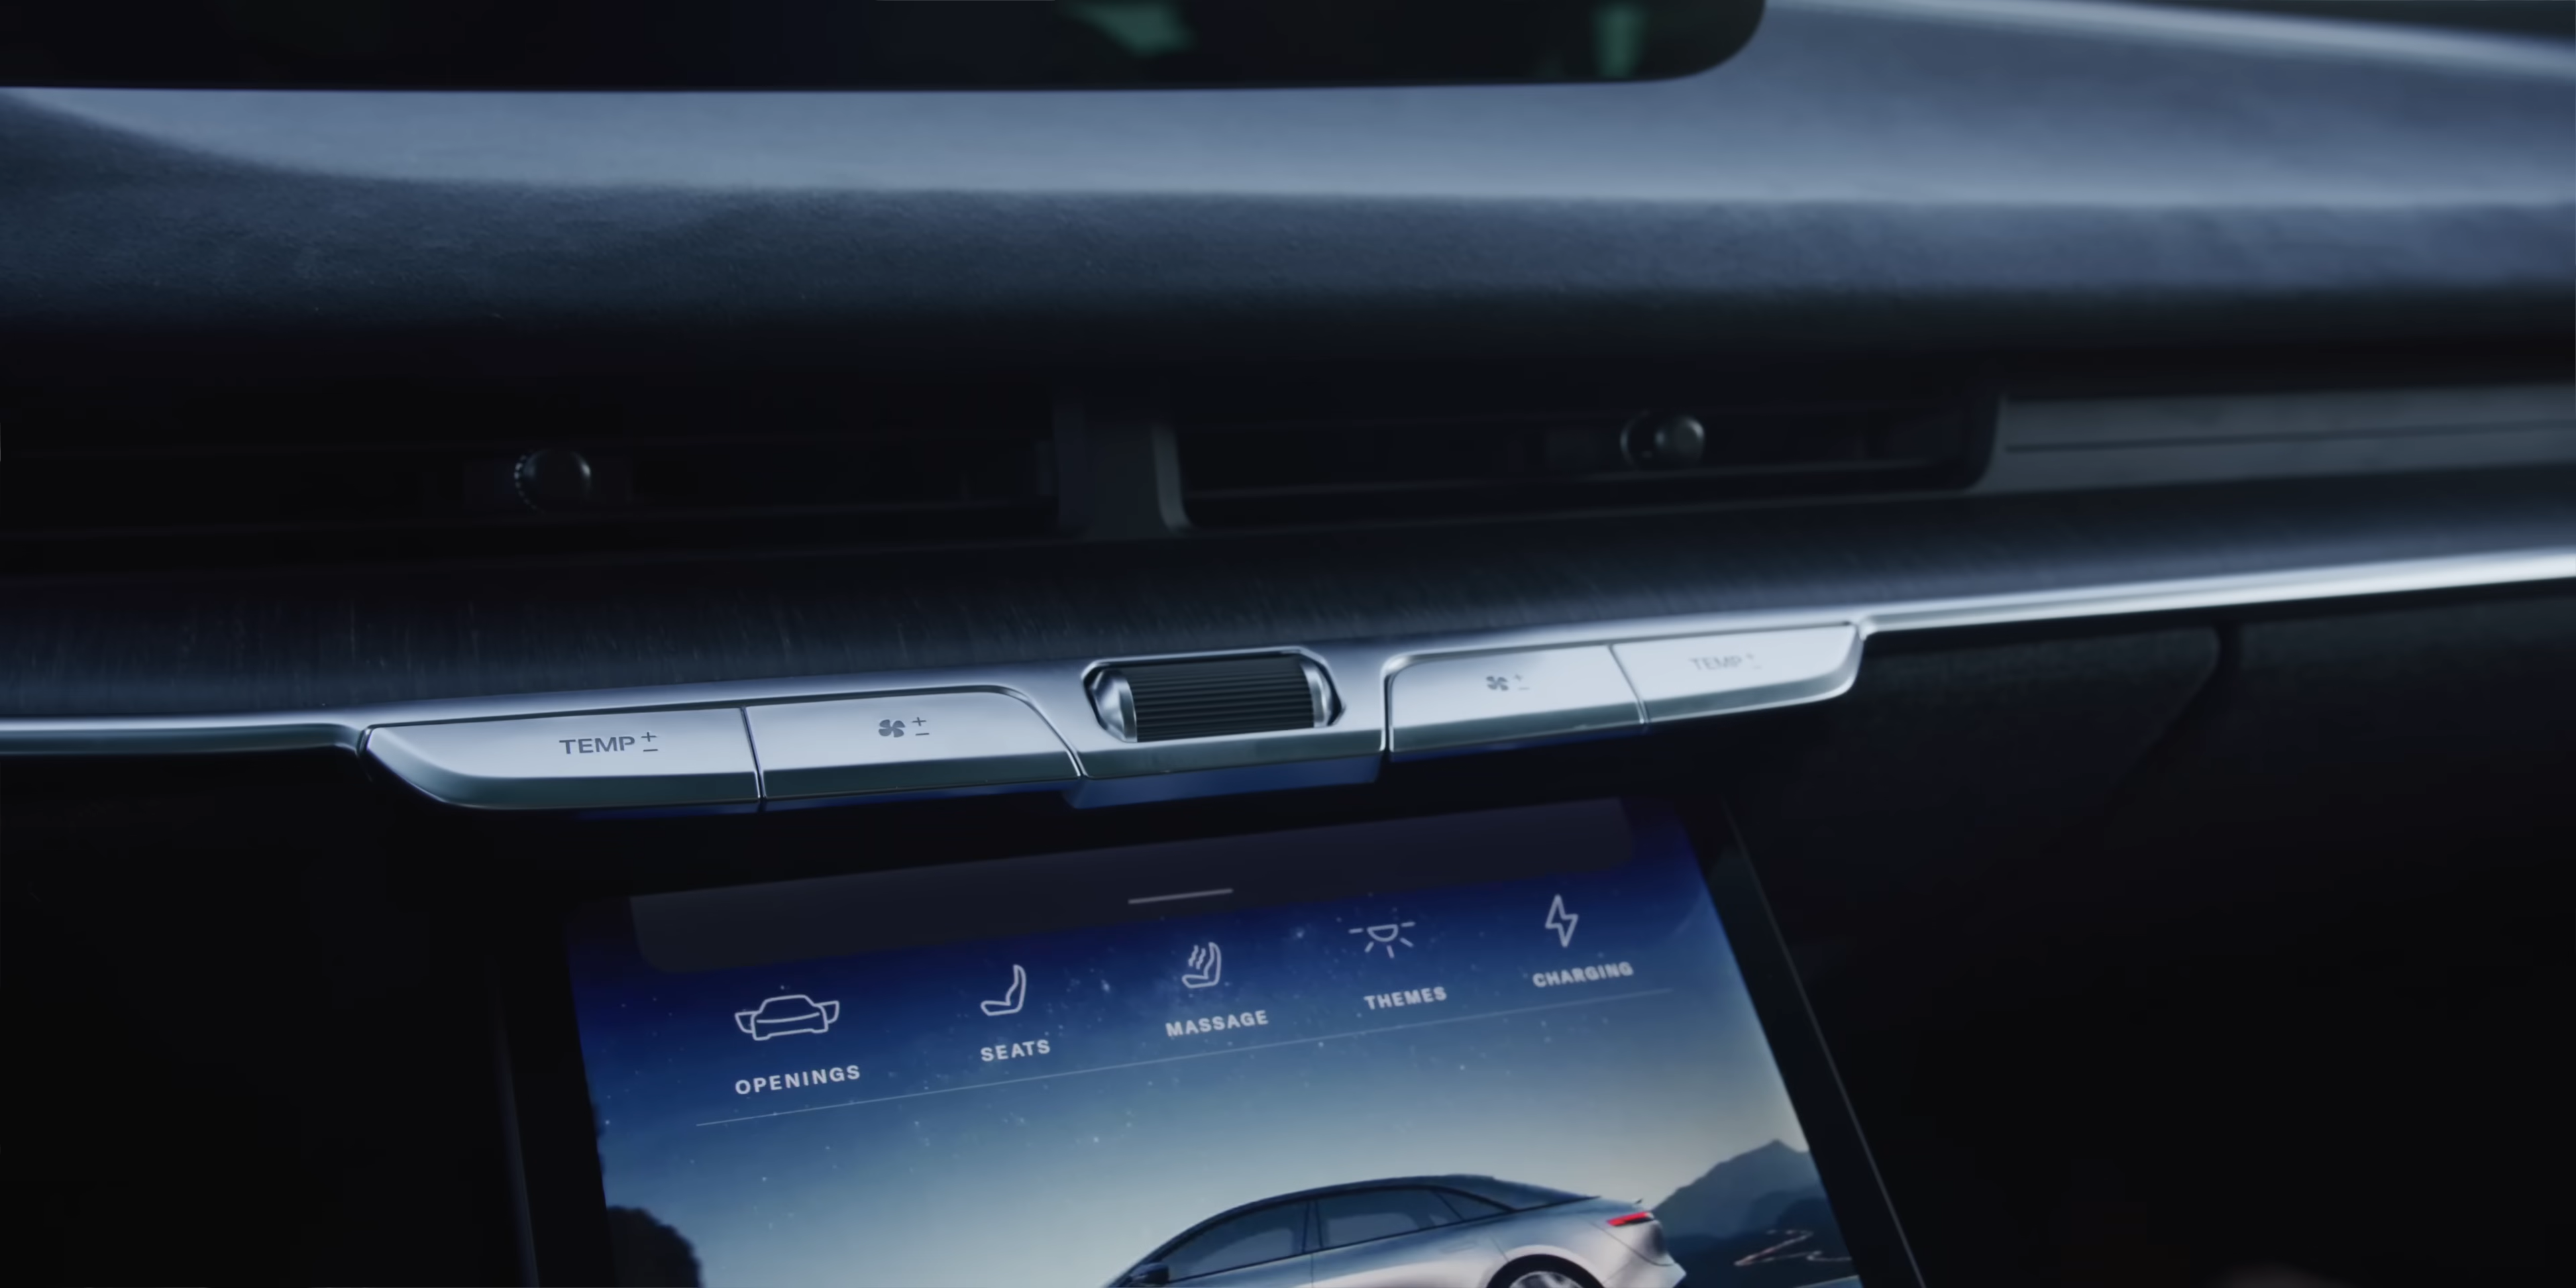 TEMP +
−
+
−
+
−
TEMP +
−
OPENINGS
SEATS
MASSAGE
THEMES
CHARGING